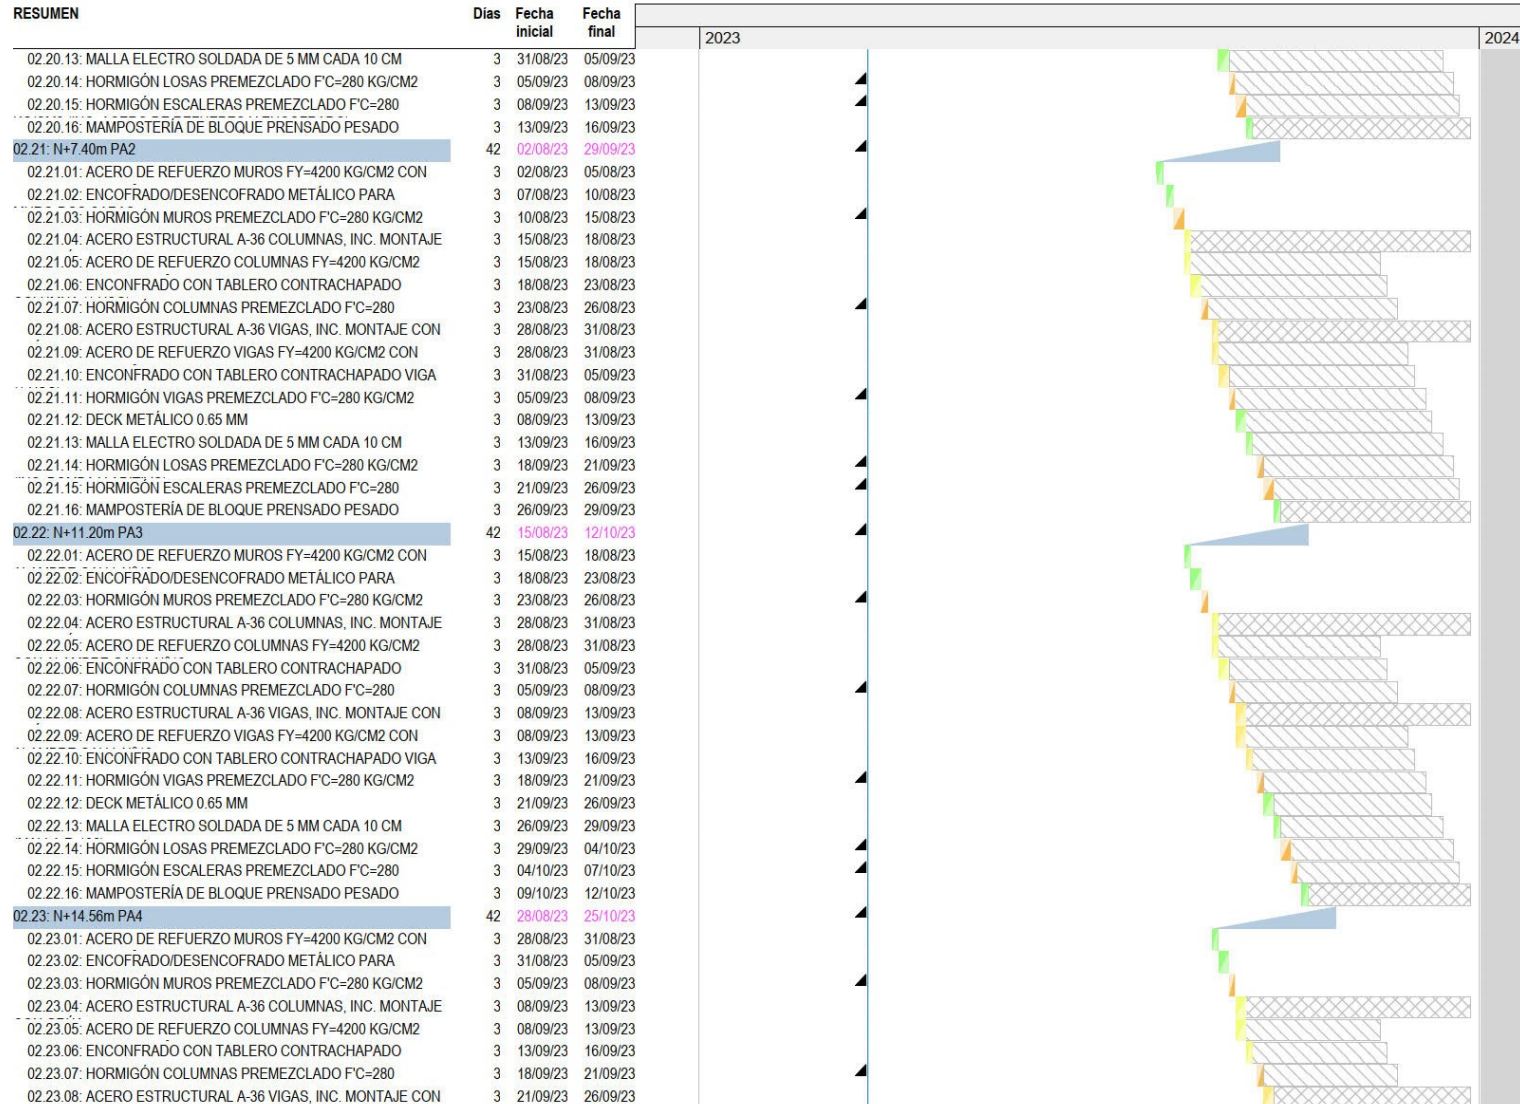 RESUMEN Días Fecha inicial Fecha final
2023 2024
02.20.13: MALLA ELECTRO SOLDADA DE 5 MM CADA 10 CM 3 31/08/23 05/09/23
02.20.14: HORMIGÓN LOSAS PREMEZCLADO F'C=280 KG/CM2 3 05/09/23 08/09/23
02.20.15: HORMIGÓN ESCALERAS PREMEZCLADO F'C=280 3 08/09/23 13/09/23
02.20.16: MAMPOSTERÍA DE BLOQUE PRENSADO PESADO 3 13/09/23 16/09/23
02.21: N+7.40m PA2 42 02/08/23 29/09/23
02.21.01: ACERO DE REFUERZO MUROS FY=4200 KG/CM2 CON 3 02/08/23 05/08/23
02.21.02: ENCOFRADO/DESENCOFRADO METÁLICO PARA 3 07/08/23 10/08/23
02.21.03: HORMIGÓN MUROS PREMEZCLADO F'C=280 KG/CM2 3 10/08/23 15/08/23
02.21.04: ACERO ESTRUCTURAL A-36 COLUMNAS, INC. MONTAJE 3 15/08/23 18/08/23
02.21.05: ACERO DE REFUERZO COLUMNAS FY=4200 KG/CM2 3 15/08/23 18/08/23
02.21.06: ENCONFRADO CON TABLERO CONTRACHAPADO 3 18/08/23 23/08/23
02.21.07: HORMIGÓN COLUMNAS PREMEZCLADO F'C=280 3 23/08/23 26/08/23
02.21.08: ACERO ESTRUCTURAL A-36 VIGAS, INC. MONTAJE CON 3 28/08/23 31/08/23
02.21.09: ACERO DE REFUERZO VIGAS FY=4200 KG/CM2 CON 3 28/08/23 31/08/23
02.21.10: ENCONFRADO CON TABLERO CONTRACHAPADO VIGA 3 31/08/23 05/09/23
02.21.11: HORMIGÓN VIGAS PREMEZCLADO F'C=280 KG/CM2 3 05/09/23 08/09/23
02.21.12: DECK METÁLICO 0.65 MM 3 08/09/23 13/09/23
02.21.13: MALLA ELECTRO SOLDADA DE 5 MM CADA 10 CM 3 13/09/23 16/09/23
02.21.14: HORMIGÓN LOSAS PREMEZCLADO F'C=280 KG/CM2 3 18/09/23 21/09/23
02.21.15: HORMIGÓN ESCALERAS PREMEZCLADO F'C=280 3 21/09/23 26/09/23
02.21.16: MAMPOSTERÍA DE BLOQUE PRENSADO PESADO 3 26/09/23 29/09/23
02.22: N+11.20m PA3 42 15/08/23 12/10/23
02.22.01: ACERO DE REFUERZO MUROS FY=4200 KG/CM2 CON 3 15/08/23 18/08/23
02.22.02: ENCOFRADO/DESENCOFRADO METÁLICO PARA 3 18/08/23 23/08/23
02.22.03: HORMIGÓN MUROS PREMEZCLADO F'C=280 KG/CM2 3 23/08/23 26/08/23
02.22.04: ACERO ESTRUCTURAL A-36 COLUMNAS, INC. MONTAJE 3 28/08/23 31/08/23
02.22.05: ACERO DE REFUERZO COLUMNAS FY=4200 KG/CM2 3 28/08/23 31/08/23
02.22.06: ENCONFRADO CON TABLERO CONTRACHAPADO 3 31/08/23 05/09/23
02.22.07: HORMIGÓN COLUMNAS PREMEZCLADO F'C=280 3 05/09/23 08/09/23
02.22.08: ACERO ESTRUCTURAL A-36 VIGAS, INC. MONTAJE CON 3 08/09/23 13/09/23
02.22.09: ACERO DE REFUERZO VIGAS FY=4200 KG/CM2 CON 3 08/09/23 13/09/23
02.22.10: ENCONFRADO CON TABLERO CONTRACHAPADO VIGA 3 13/09/23 16/09/23
02.22.11: HORMIGÓN VIGAS PREMEZCLADO F'C=280 KG/CM2 3 18/09/23 21/09/23
02.22.12: DECK METÁLICO 0.65 MM 3 21/09/23 26/09/23
02.22.13: MALLA ELECTRO SOLDADA DE 5 MM CADA 10 CM 3 26/09/23 29/09/23
02.22.14: HORMIGÓN LOSAS PREMEZCLADO F'C=280 KG/CM2 3 29/09/23 04/10/23
02.22.15: HORMIGÓN ESCALERAS PREMEZCLADO F'C=280 3 04/10/23 07/10/23
02.22.16: MAMPOSTERÍA DE BLOQUE PRENSADO PESADO 3 09/10/23 12/10/23
02.23: N+14.56m PA4 42 28/08/23 25/10/23
02.23.01: ACERO DE REFUERZO MUROS FY=4200 KG/CM2 CON 3 28/08/23 31/08/23
02.23.02: ENCOFRADO/DESENCOFRADO METÁLICO PARA 3 31/08/23 05/09/23
02.23.03: HORMIGÓN MUROS PREMEZCLADO F'C=280 KG/CM2 3 05/09/23 08/09/23
02.23.04: ACERO ESTRUCTURAL A-36 COLUMNAS, INC. MONTAJE 3 08/09/23 13/09/23
02.23.05: ACERO DE REFUERZO COLUMNAS FY=4200 KG/CM2 3 08/09/23 13/09/23
02.23.06: ENCONFRADO CON TABLERO CONTRACHAPADO 3 13/09/23 16/09/23
02.23.07: HORMIGÓN COLUMNAS PREMEZCLADO F'C=280 3 18/09/23 21/09/23
02.23.08: ACERO ESTRUCTURAL A-36 VIGAS, INC. MONTAJE CON 3 21/09/23 26/09/23